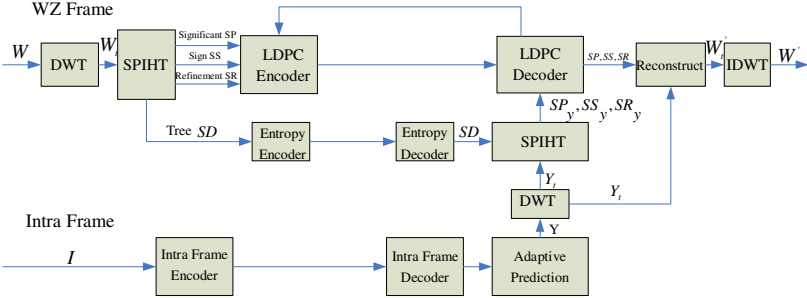 WZ Frame
W
DWT
W_t
SPIHT
Significant SP
Sign SS
Refinement SR
LDPC
Encoder
LDPC
Decoder
SP, SS, SR
Reconstruct
W_t'
IDWT
W'
Tree SD
Entropy
Encoder
Entropy
Decoder
SD
SP_y, SS_y, SR_y
SPIHT
Y_t
DWT
Y_t
Y
Intra Frame
I
Intra Frame
Encoder
Intra Frame
Decoder
Adaptive
Prediction